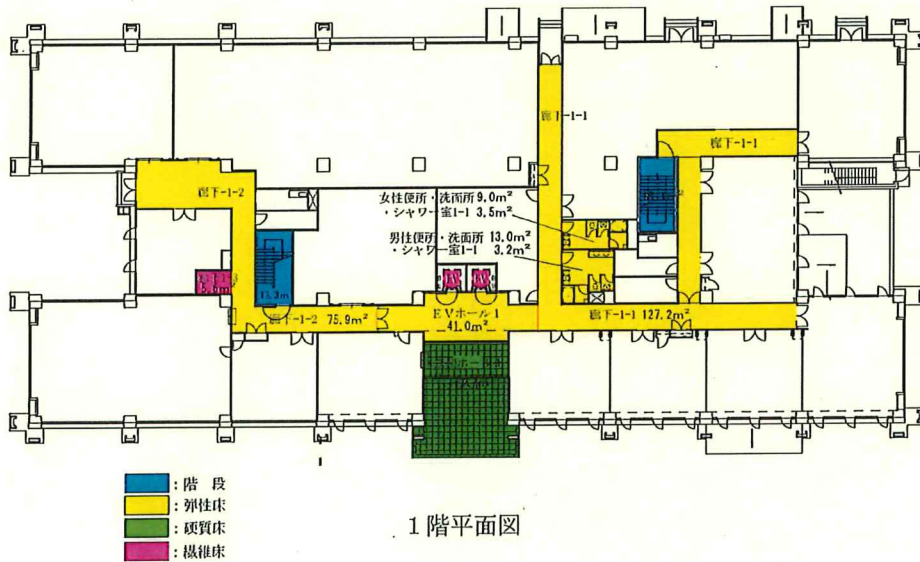 廊下-1-1
廊下-1-1
廊下-1-2
女性便所・洗面所 9.0m²
・シャワー室1-1 3.5m²
男性便所・洗面所 13.0m²
・シャワー室1-1 3.2m²
廊下-1-2 75.9m²
EVホール1
41.0m²
廊下-1-1 127.2m²
:階 段
:弾性床
:硬質床
:繊維床
1階平面図